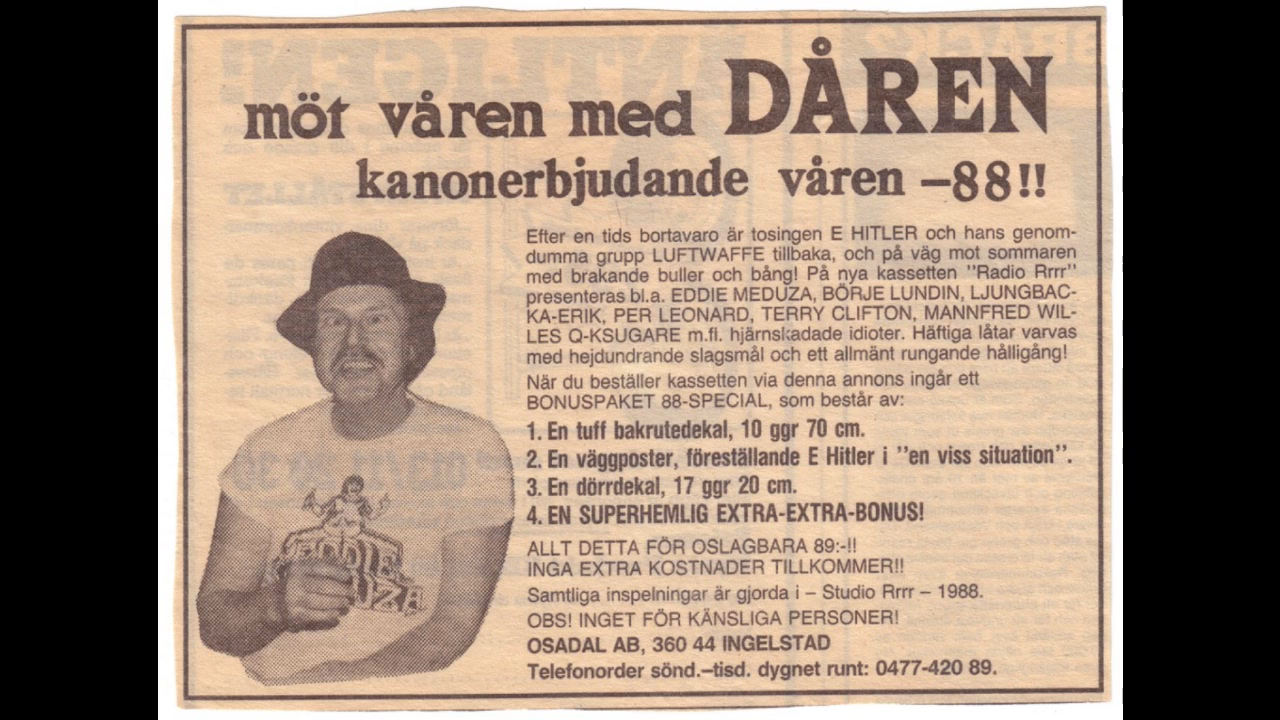 möt våren med DÅREN
kanonerbjudande våren –88!!
Efter en tids bortavaro är tosingen E HITLER och hans genom-
dumma grupp LUFTWAFFE tillbaka, och på väg mot sommaren
med brakande buller och bång! På nya kassetten "Radio Rrrr"
presenteras bl.a. EDDIE MEDUZA, BÖRJE LUNDIN, LJUNGBAC-
KA-ERIK, PER LEONARD, TERRY CLIFTON, MANNFRED WIL-
LES Q-KSUGARE m.fl. hjärnskadade idioter. Häftiga låtar varvas
med hejdundrande slagsmål och ett allmänt rungande hålligång!
När du beställer kassetten via denna annons ingår ett
BONUSPAKET 88-SPECIAL, som består av:
1. En tuff bakrutedekal, 10 ggr 70 cm.
2. En väggposter, föreställande E Hitler i "en viss situation".
3. En dörrdekal, 17 ggr 20 cm.
4. EN SUPERHEMLIG EXTRA-EXTRA-BONUS!
ALLT DETTA FÖR OSLAGBARA 89:-!!
INGA EXTRA KOSTNADER TILLKOMMER!!
Samtliga inspelningar är gjorda i – Studio Rrrr – 1988.
OBS! INGET FÖR KÄNSLIGA PERSONER!
OSADAL AB, 360 44 INGELSTAD
Telefonorder sönd.–tisd. dygnet runt: 0477-420 89.
EDDIE